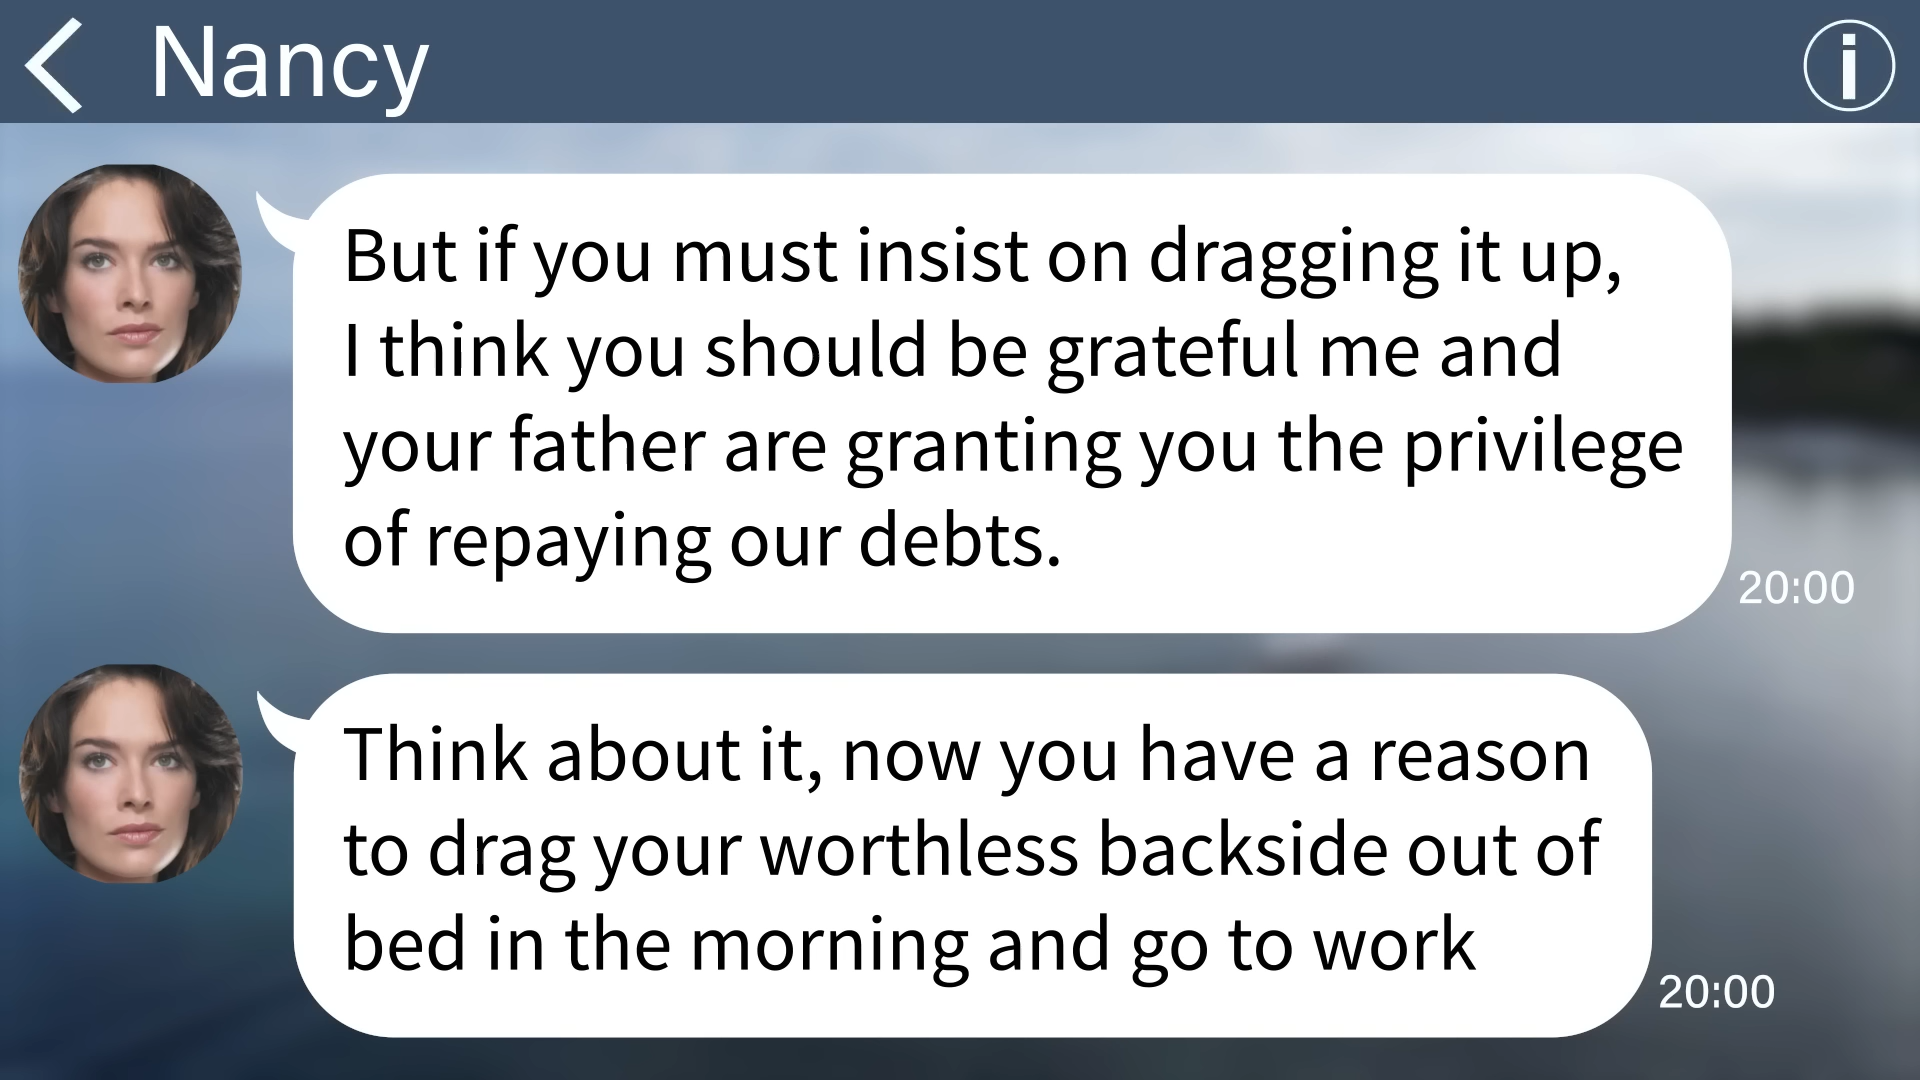 Nancy
But if you must insist on dragging it up,
I think you should be grateful me and
your father are granting you the privilege
of repaying our debts.
20:00
Think about it, now you have a reason
to drag your worthless backside out of
bed in the morning and go to work
20:00